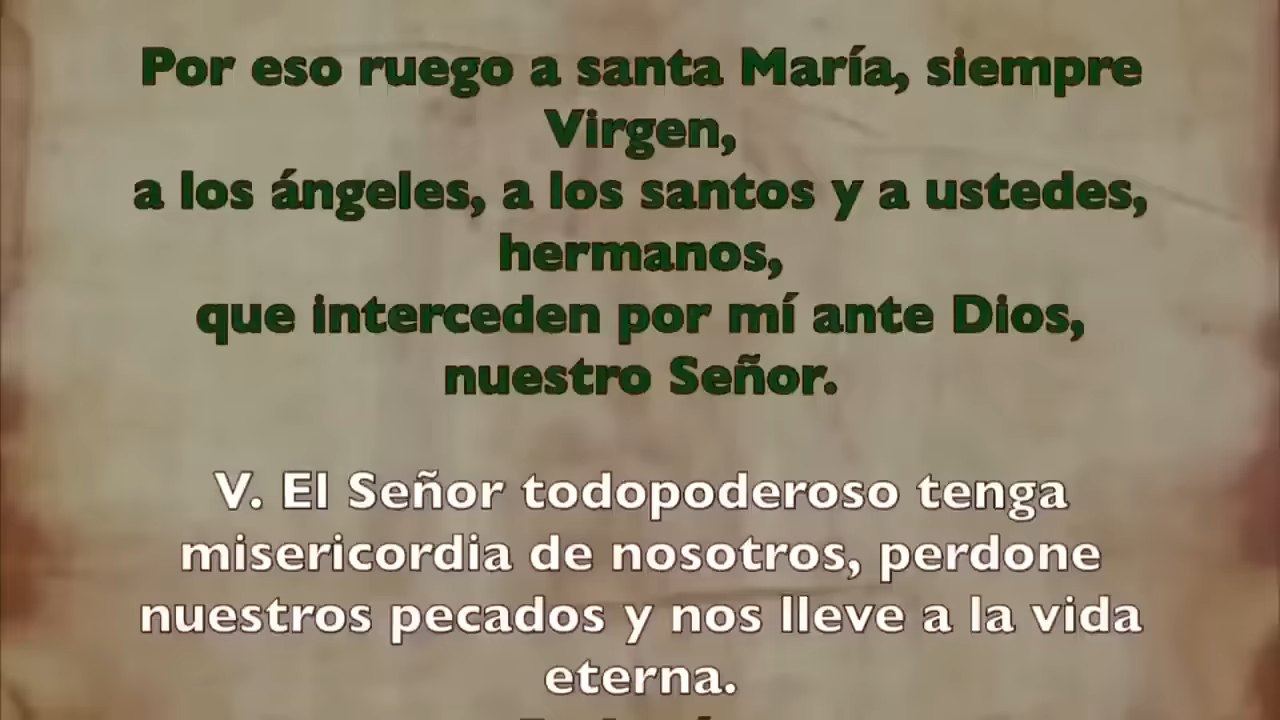 Por eso ruego a santa María, siempre
Virgen,
a los ángeles, a los santos y a ustedes,
hermanos,
que interceden por mí ante Dios,
nuestro Señor.
V. El Señor todopoderoso tenga
misericordia de nosotros, perdone
nuestros pecados y nos lleve a la vida
eterna.